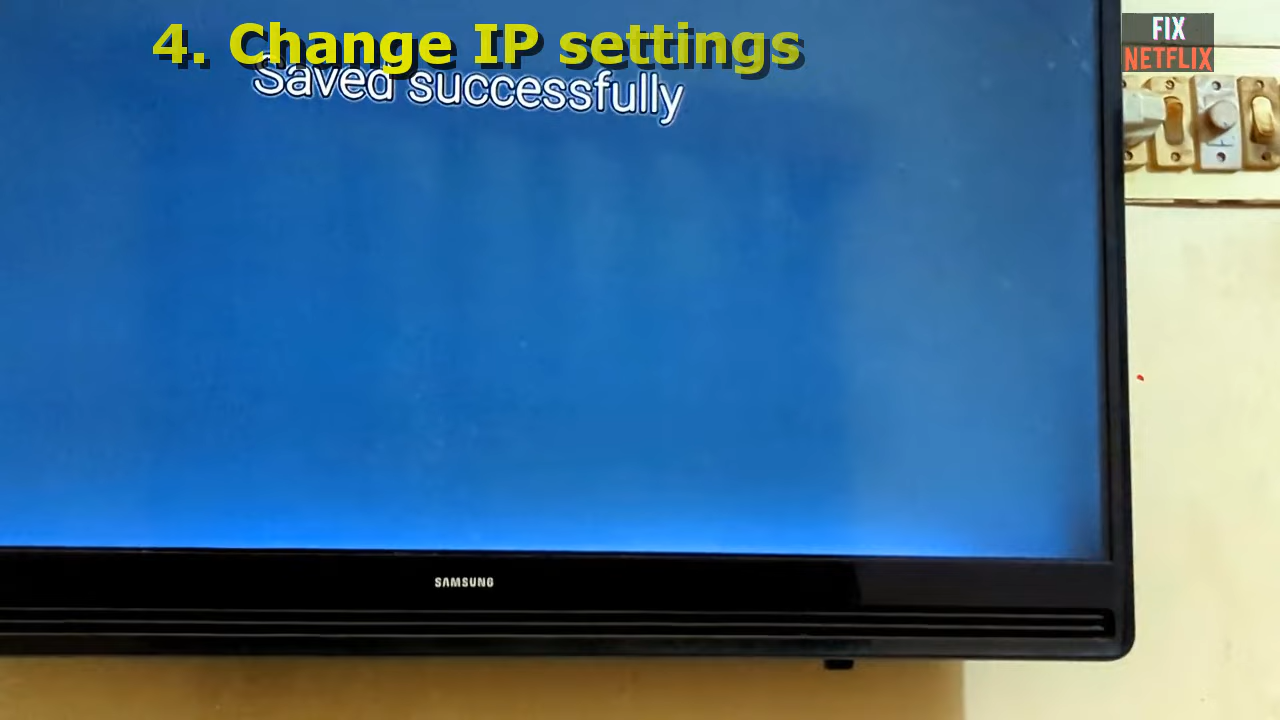 4. Change IP settings
Saved successfully
FIX
NETFLIX
SAMSUNG